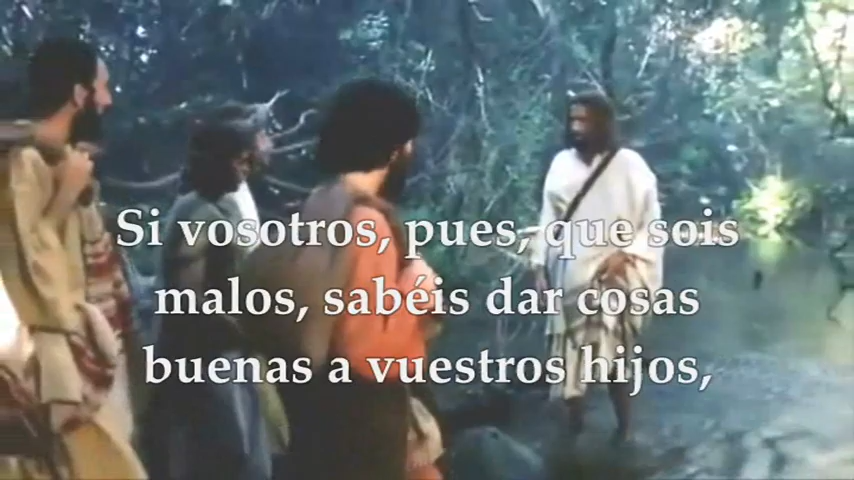 Si vosotros, pues, que sois
malos, sabéis dar cosas
buenas a vuestros hijos,